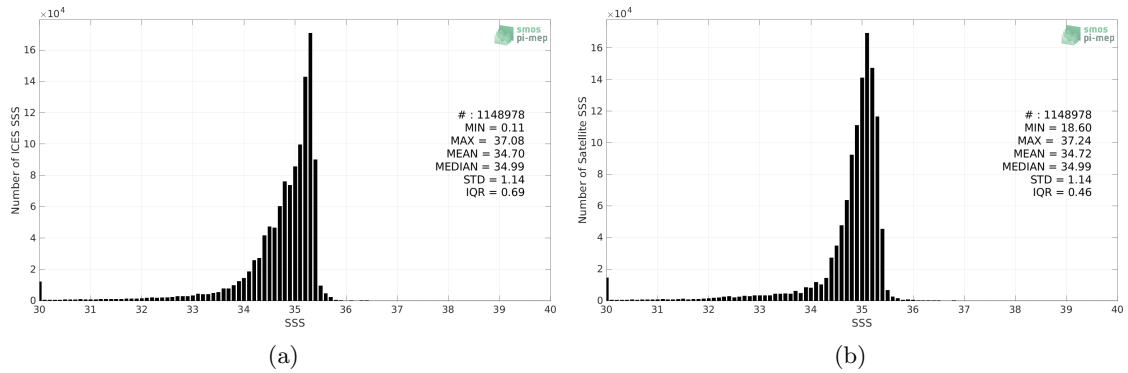 ×10⁴
smos
pi-mep
16
14
12
10
8
6
4
2
0
Number of ICES SSS
# : 1148978
MIN = 0.11
MAX = 37.08
MEAN = 34.70
MEDIAN = 34.99
STD = 1.14
IQR = 0.69
30 31 32 33 34 35 36 37 38 39 40
SSS
(a)
×10⁴
smos
pi-mep
16
14
12
10
8
6
4
2
0
Number of Satellite SSS
# : 1148978
MIN = 18.60
MAX = 37.24
MEAN = 34.72
MEDIAN = 34.99
STD = 1.14
IQR = 0.46
30 31 32 33 34 35 36 37 38 39 40
SSS
(b)